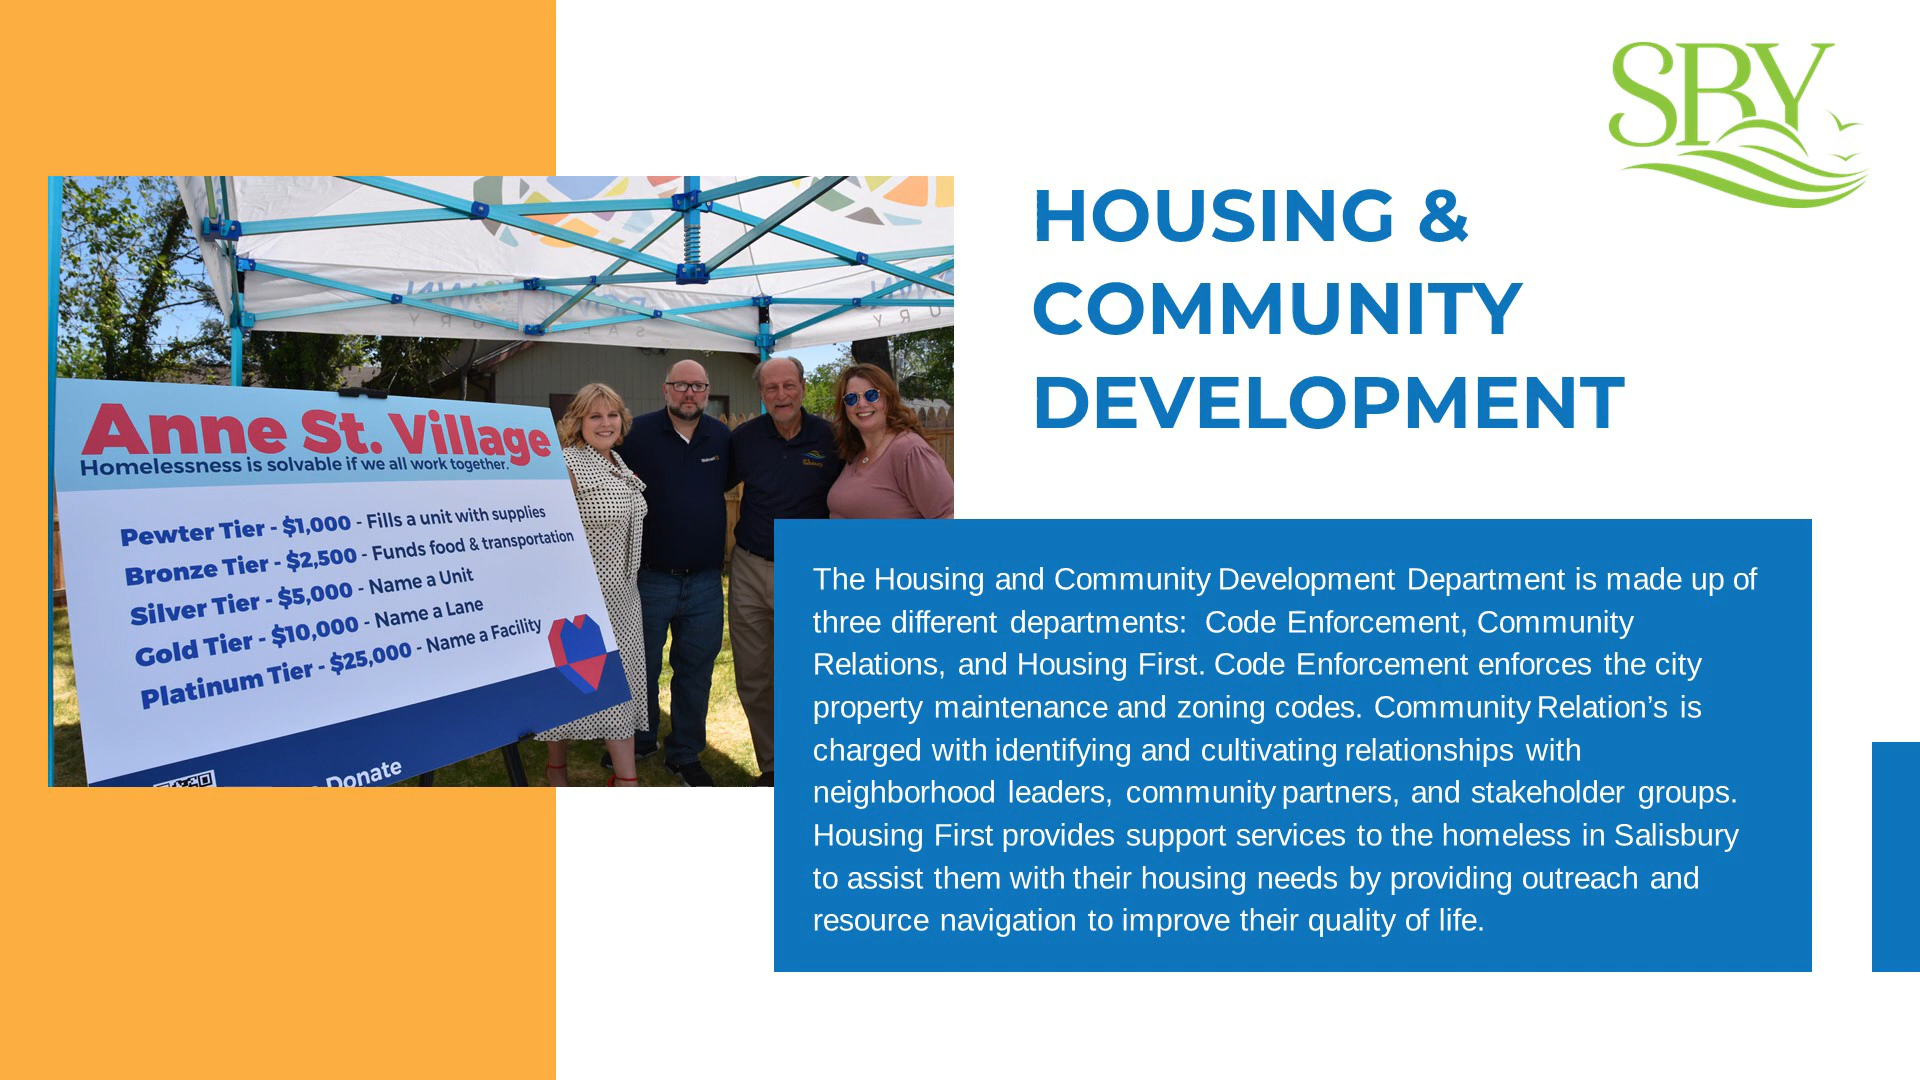 SBY
HOUSING &
COMMUNITY
DEVELOPMENT
Anne St. Village
Homelessness is solvable if we all work together.
Pewter Tier - $1,000 - Fills a unit with supplies
Bronze Tier - $2,500 - Funds food & transportation
Silver Tier - $5,000 - Name a Unit
Gold Tier - $10,000 - Name a Lane
Platinum Tier - $25,000 - Name a Facility
Donate
The Housing and Community Development Department is made up of
three different departments:  Code Enforcement, Community
Relations, and Housing First. Code Enforcement enforces the city
property maintenance and zoning codes. Community Relation’s is
charged with identifying and cultivating relationships with
neighborhood leaders, community partners, and stakeholder groups.
Housing First provides support services to the homeless in Salisbury
to assist them with their housing needs by providing outreach and
resource navigation to improve their quality of life.